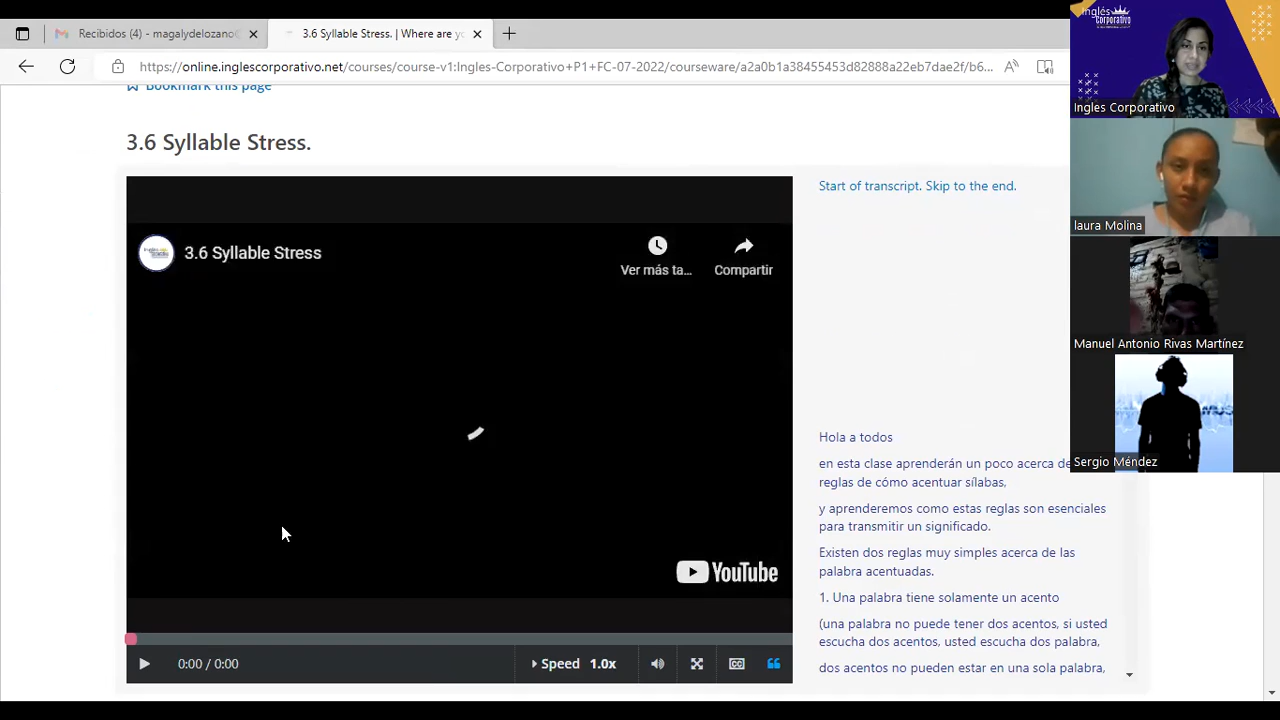 Recibidos (4) - magalydelozano@
3.6 Syllable Stress. | Where are yo
https://online.inglescorporativo.net/courses/course-v1:Ingles-Corporativo+P1+FC-07-2022/courseware/a2a0b1a38455453d82888a22eb7dae2f/b6...
Bookmark this page
3.6 Syllable Stress.
3.6 Syllable Stress
Ver más ta...
Compartir
YouTube
0:00 / 0:00
Speed 1.0x
CC
Start of transcript. Skip to the end.
Hola a todos
en esta clase aprenderán un poco acerca de
reglas de cómo acentuar sílabas,
y aprenderemos como estas reglas son esenciales
para transmitir un significado.
Existen dos reglas muy simples acerca de las
palabra acentuadas.
1. Una palabra tiene solamente un acento
(una palabra no puede tener dos acentos, si usted
escucha dos acentos, usted escucha dos palabra,
dos acentos no pueden estar en una sola palabra,
Inglés
Corporativo
Ingles Corporativo
laura Molina
Manuel Antonio Rivas Martínez
Sergio Méndez